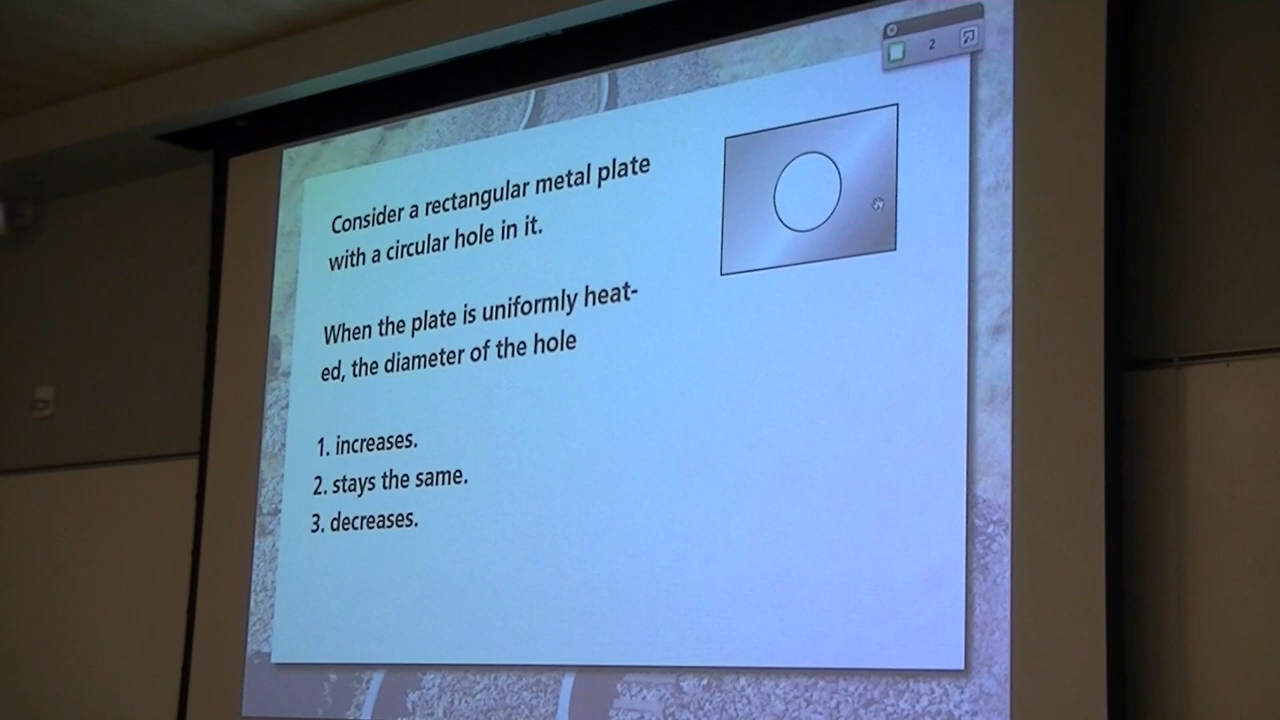 2
Consider a rectangular metal plate
with a circular hole in it.
When the plate is uniformly heat-
ed, the diameter of the hole
1. increases.
2. stays the same.
3. decreases.